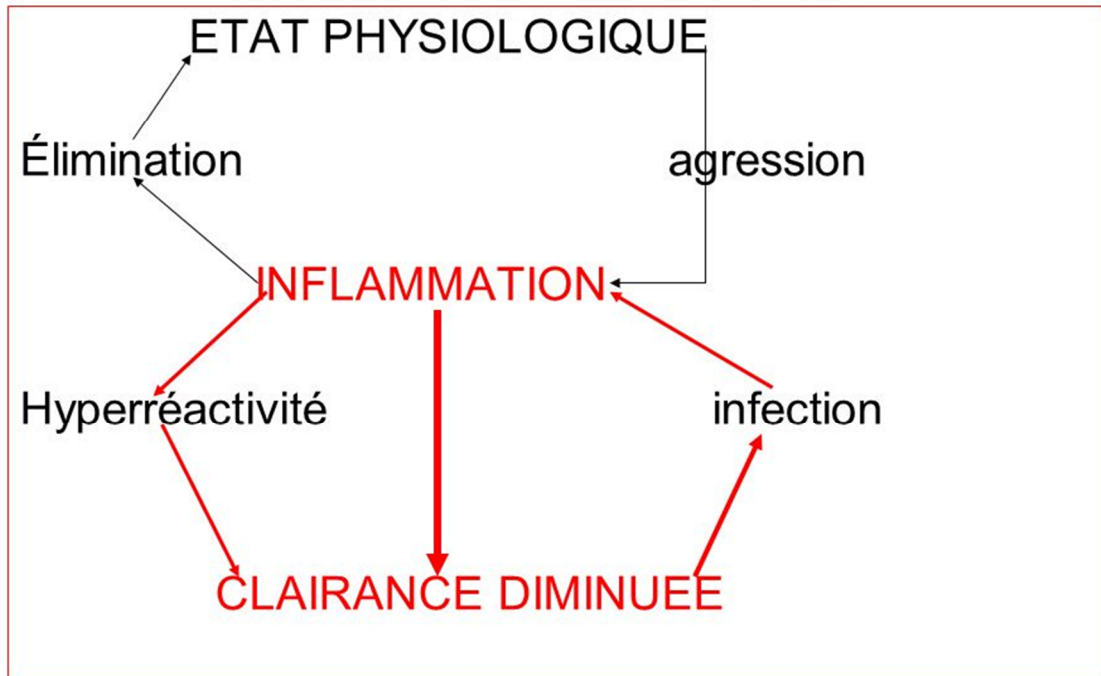 ETAT PHYSIOLOGIQUE
Élimination
agression
INFLAMMATION
Hyperréactivité
infection
CLAIRANCE DIMINUEE